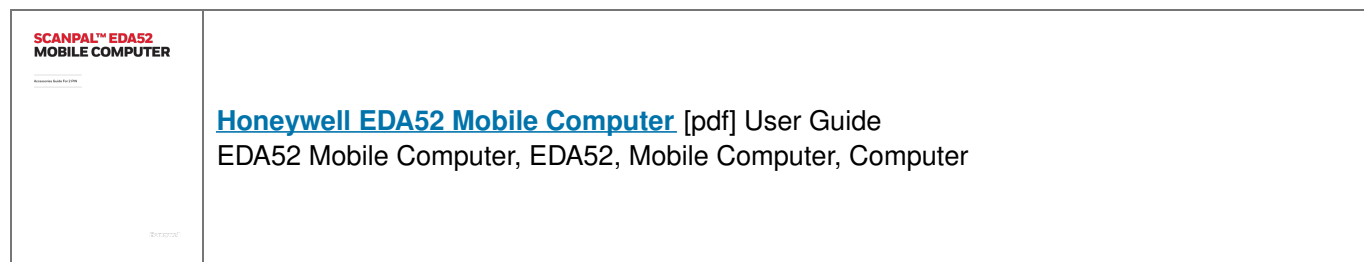 SCANPAL™ EDA52
MOBILE COMPUTER
Honeywell EDA52 Mobile Computer [pdf] User Guide
EDA52 Mobile Computer, EDA52, Mobile Computer, Computer